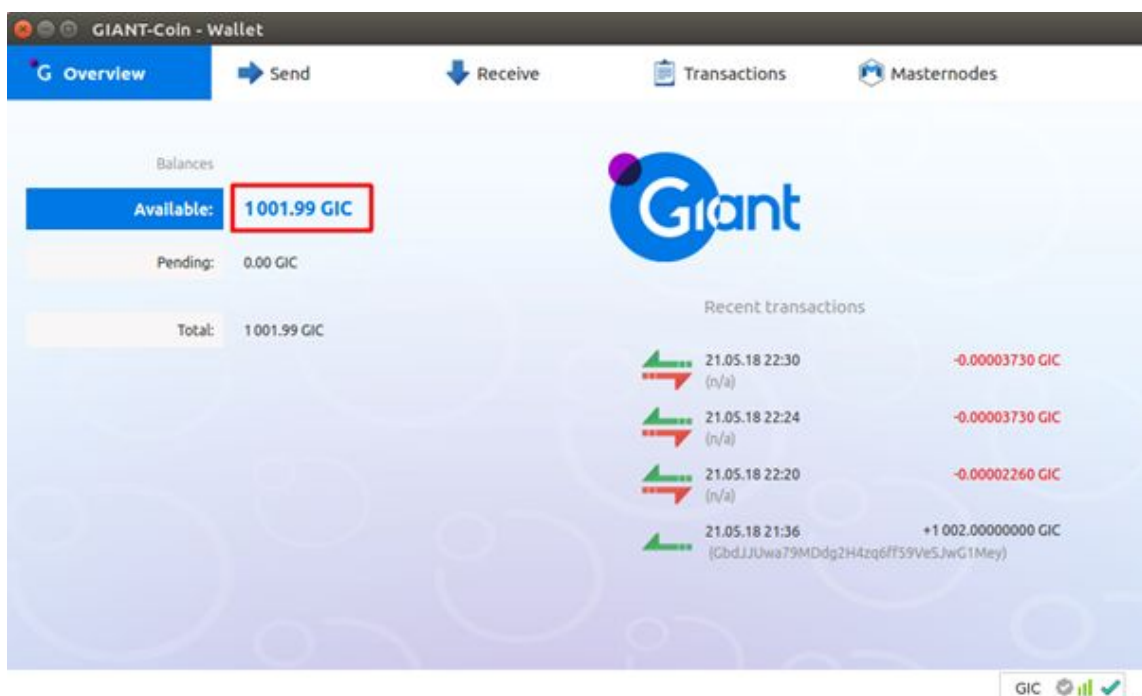 GIANT-Coin - Wallet
G Overview Send Receive Transactions Masternodes
Balances
Available: 1 001.99 GIC
Pending: 0.00 GIC
Total: 1 001.99 GIC
Giant
Recent transactions
21.05.18 22:30 -0.00003730 GIC
(n/a)
21.05.18 22:24 -0.00003730 GIC
(n/a)
21.05.18 22:20 -0.00002260 GIC
(n/a)
21.05.18 21:36 +1 002.00000000 GIC
GIC